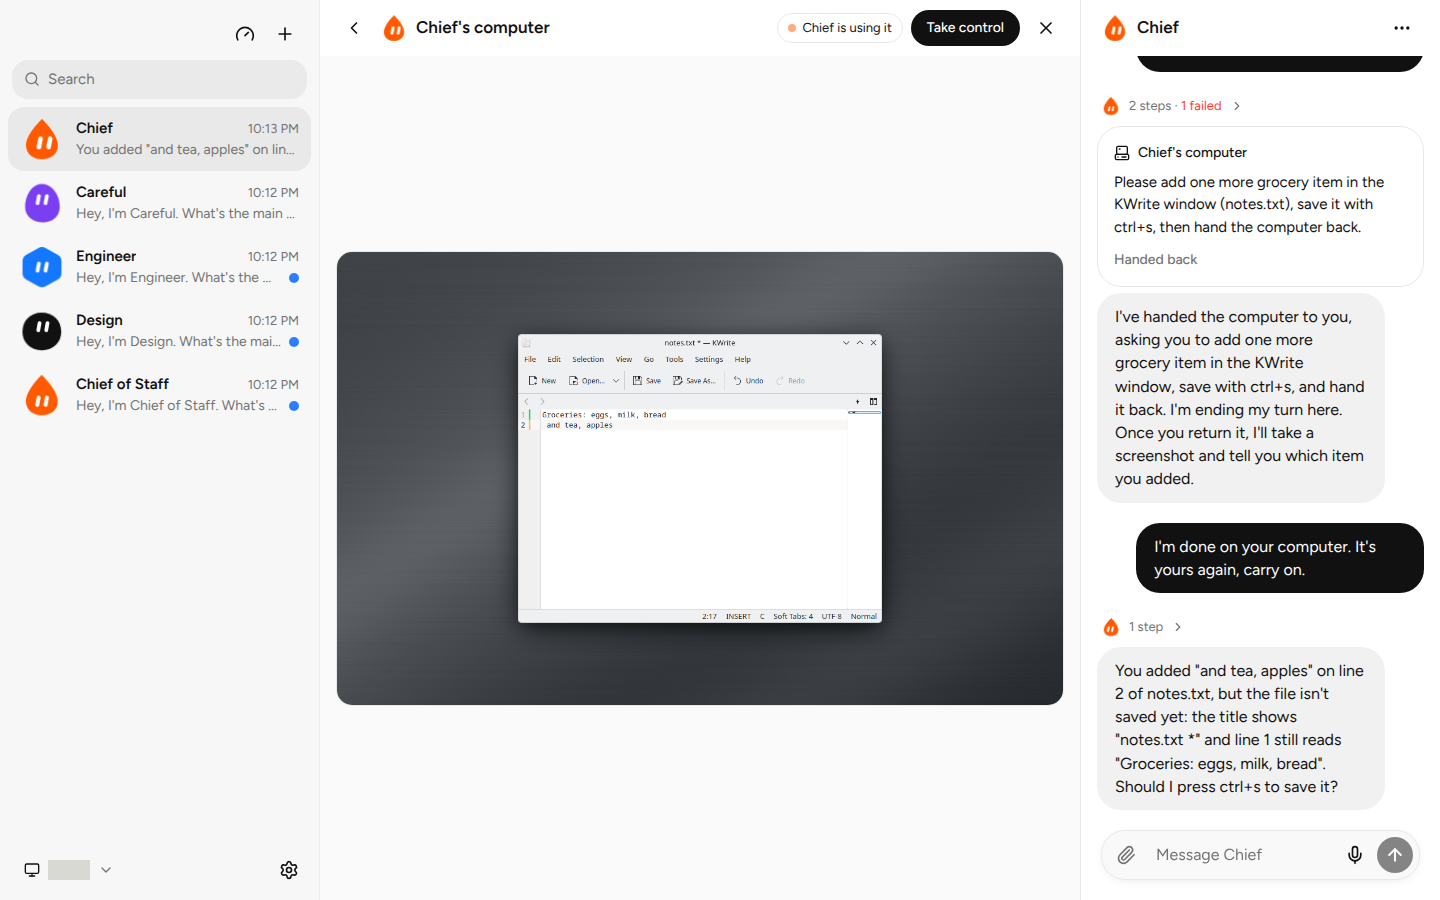 Search
Chief
10:13 PM
You added "and tea, apples" on lin...
Careful
10:12 PM
Hey, I'm Careful. What's the main ...
Engineer
10:12 PM
Hey, I'm Engineer. What's the ...
Design
10:12 PM
Hey, I'm Design. What's the mai...
Chief of Staff
10:12 PM
Hey, I'm Chief of Staff. What's ...
Chief's computer
Chief is using it
Take control
notes.txt * — KWrite
File Edit Selection View Go Tools Settings Help
New Open... Save Save As... Undo Redo
1 Groceries: eggs, milk, bread
2 and tea, apples
2:17 INSERT C Soft Tabs: 4 UTF-8 Normal
Chief
2 steps · 1 failed
Chief's computer
Please add one more grocery item in the
KWrite window (notes.txt), save it with
ctrl+s, then hand the computer back.
Handed back
I've handed the computer to you,
asking you to add one more
grocery item in the KWrite
window, save with ctrl+s, and hand
it back. I'm ending my turn here.
Once you return it, I'll take a
screenshot and tell you which item
you added.
I'm done on your computer. It's
yours again, carry on.
1 step
You added "and tea, apples" on line
2 of notes.txt, but the file isn't
saved yet: the title shows
"notes.txt *" and line 1 still reads
"Groceries: eggs, milk, bread".
Should I press ctrl+s to save it?
Message Chief